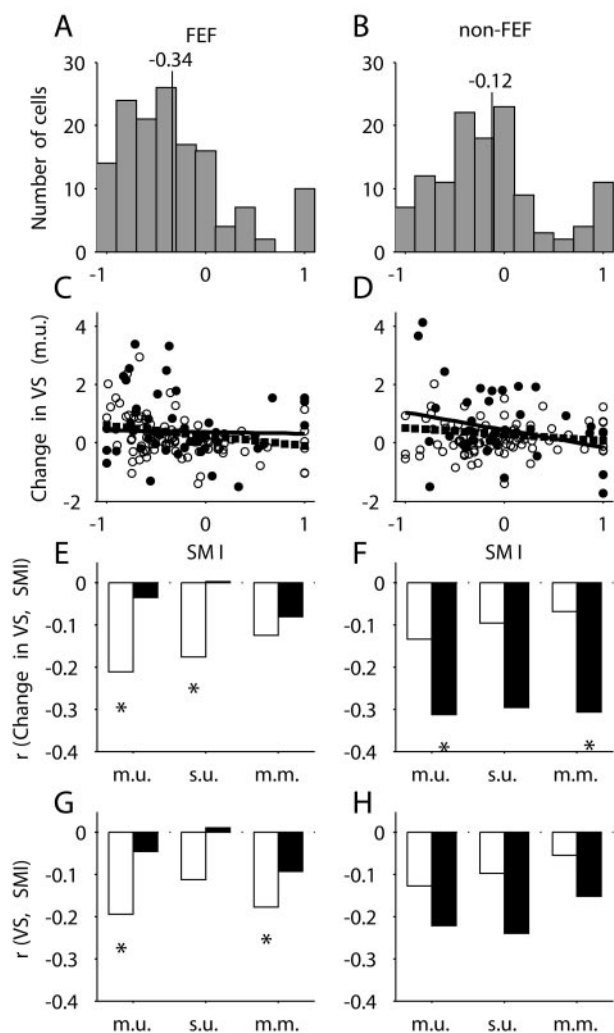 A FEF
B non-FEF
-0.34
-0.12
Number of cells
30
20
10
0
-1 0 1
30
20
10
0
-1 0 1
C
D
Change in VS (m.u.)
4
2
0
-2
-1 0 1
SMI
4
2
0
-2
-1 0 1
SMI
E
F
r (Change in VS, SMI)
0
-0.1
-0.2
-0.3
-0.4
* *
m.u. s.u. m.m.
0
-0.1
-0.2
-0.3
-0.4
* *
m.u. s.u. m.m.
G
H
r (VS, SMI)
0
-0.1
-0.2
-0.3
-0.4
* *
m.u. s.u. m.m.
0
-0.1
-0.2
-0.3
-0.4
m.u. s.u. m.m.